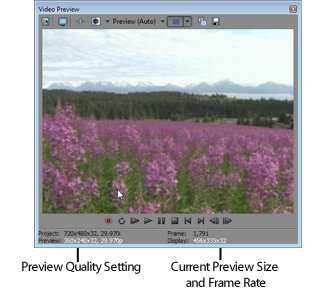 Video Preview
Preview (Auto)
Project: 720x480x32, 29.970i
Frame: 1,791
Preview: 360x240x32, 29.970p
Display: 456x335x32
Preview Quality Setting
Current Preview Size
and Frame Rate